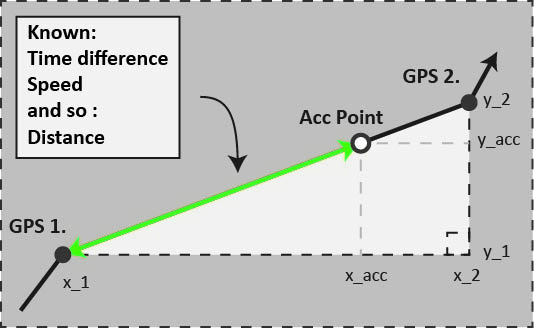 Known:
Time difference
Speed
and so :
Distance
GPS 2.
y_2
Acc Point
y_acc
GPS 1.
y_1
x_1
x_acc
x_2